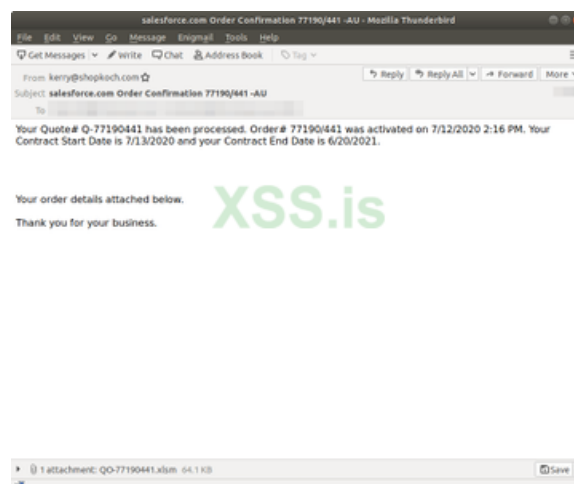 salesforce.com Order Confirmation 77190/441 -AU - Mozilla Thunderbird
File Edit View Go Message Enigmail Tools Help
Get Messages Write Chat Address Book Tag
From kerry@shopkoch.com Reply Reply All Forward More
Subject salesforce.com Order Confirmation 77190/441 -AU
To
Your Quote# Q-77190441 has been processed. Order# 77190/441 was activated on 7/12/2020 2:16 PM. Your
Contract Start Date is 7/13/2020 and your Contract End Date is 6/20/2021.
Your order details attached below.
XSS.is
Thank you for your business.
1 attachment: QO-77190441.xlsm 64.1 KB Save